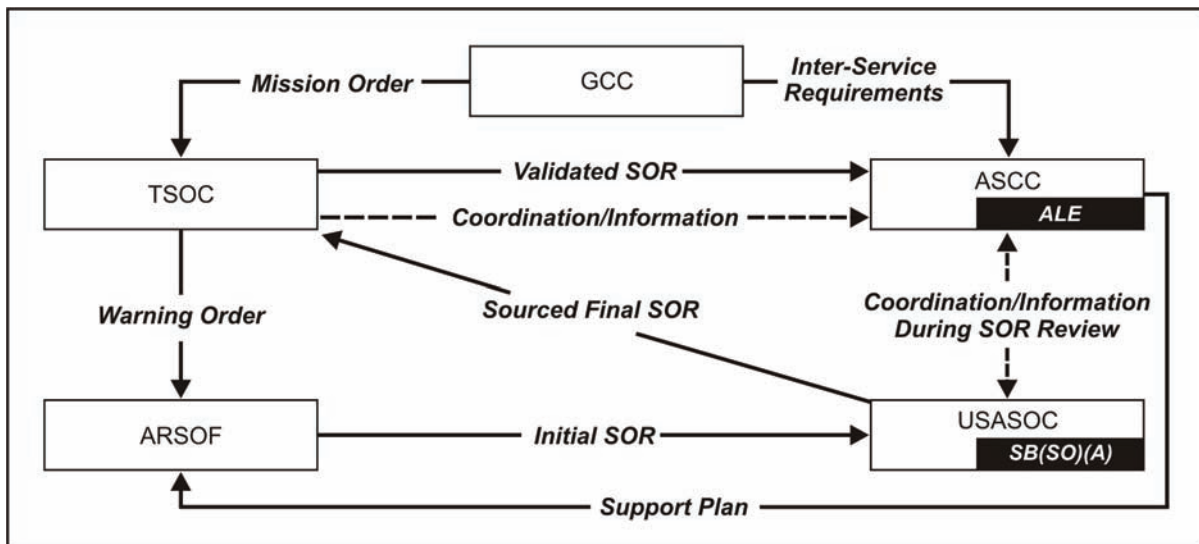 GCC
Mission Order
Inter-Service
Requirements
TSOC
Validated SOR
ASCC
ALE
Coordination/Information
Warning Order
Sourced Final SOR
Coordination/Information
During SOR Review
ARSOF
Initial SOR
USASOC
SB(SO)(A)
Support Plan